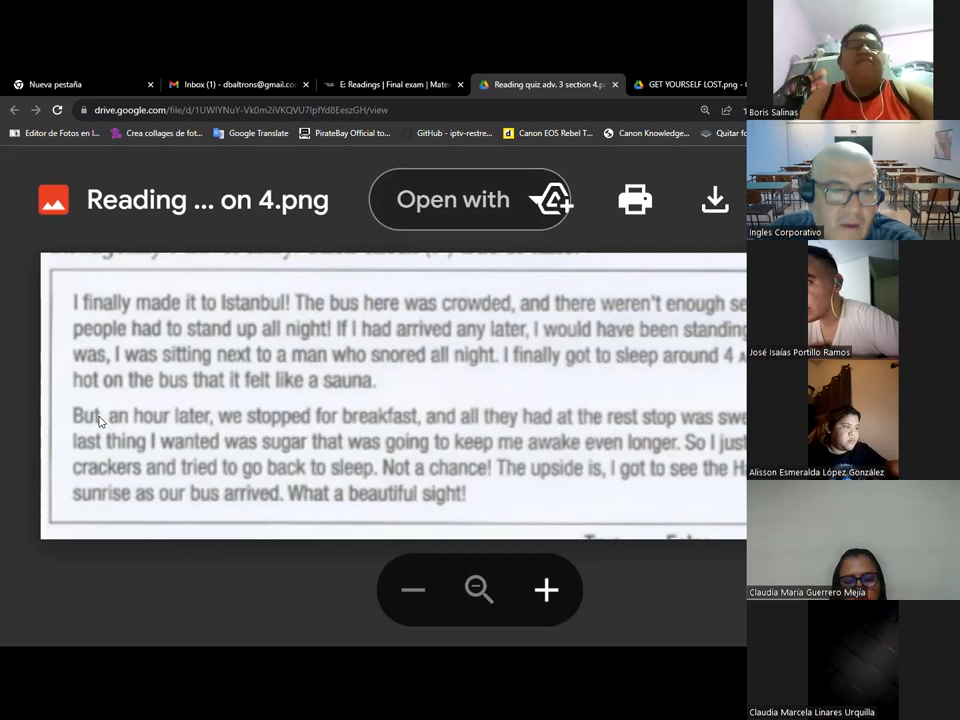 Nueva pestaña
Inbox (1) - dbaltrons@gmail.co
E: Readings | Final exam | Mater
Reading quiz adv. 3 section 4.p
GET YOURSELF LOST.png - G
drive.google.com/file/d/1UWlYNuY-Vk0m2iVKQVU7lpfYd8EeszGH/view
Editor de Fotos en l...
Crea collages de fot...
Google Translate
PirateBay Official to...
GitHub - iptv-restre...
Canon EOS Rebel T...
Canon Knowledge...
Quitar fo
Reading ... on 4.png
Open with
I finally made it to Istanbul! The bus here was crowded, and there weren't enough se
people had to stand up all night! If I had arrived any later, I would have been standing
was, I was sitting next to a man who snored all night. I finally got to sleep around 4 A
hot on the bus that it felt like a sauna.
But, an hour later, we stopped for breakfast, and all they had at the rest stop was swe
last thing I wanted was sugar that was going to keep me awake even longer. So I just
crackers and tried to go back to sleep. Not a chance! The upside is, I got to see the H
sunrise as our bus arrived. What a beautiful sight!
Boris Salinas
Ingles Corporativo
José Isaías Portillo Ramos
Alisson Esmeralda López González
Claudia María Guerrero Mejía
Claudia Marcela Linares Urquilla